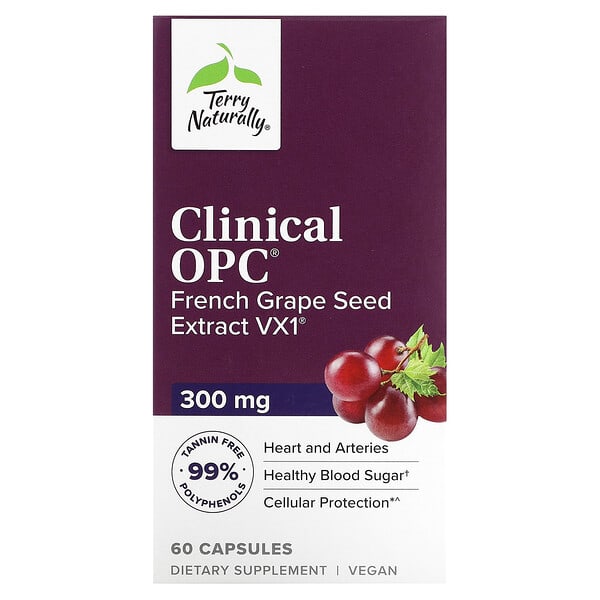 Terry
Naturally®
Clinical
OPC®
French Grape Seed
Extract VX1®
300 mg
TANNIN FREE
99%
POLYPHENOLS
Heart and Arteries
Healthy Blood Sugar†
Cellular Protection*^
60 CAPSULES
DIETARY SUPPLEMENT | VEGAN